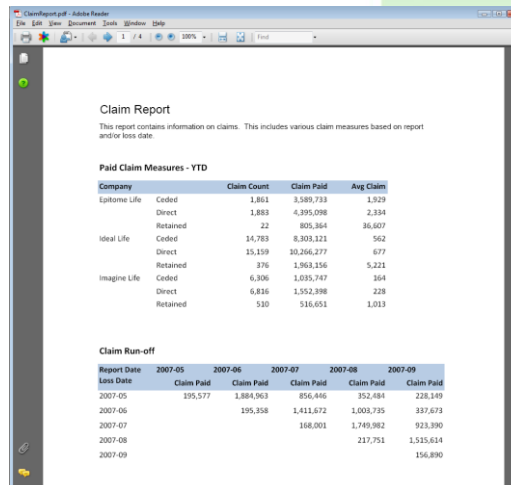 ClaimReport.pdf - Adobe Reader
File Edit View Document Tools Window Help
1 / 4 100% Find
Claim Report
This report contains information on claims. This includes various claim measures based on report
and/or loss date.
Paid Claim Measures - YTD
Company Claim Count Claim Paid Avg Claim
Epitome Life Ceded 1,861 3,589,733 1,929
Direct 1,883 4,395,098 2,334
Retained 22 805,364 36,607
Ideal Life Ceded 14,783 8,303,121 562
Direct 15,159 10,266,277 677
Retained 376 1,963,156 5,221
Imagine Life Ceded 6,306 1,035,747 164
Direct 6,816 1,552,398 228
Retained 510 516,651 1,013
Claim Run-off
Report Date 2007-05 2007-06 2007-07 2007-08 2007-09
Loss Date Claim Paid Claim Paid Claim Paid Claim Paid Claim Paid
2007-05 195,577 1,884,963 856,446 352,484 228,149
2007-06 195,358 1,411,672 1,003,735 337,673
2007-07 168,001 1,749,982 923,390
2007-08 217,751 1,515,614
2007-09 156,890